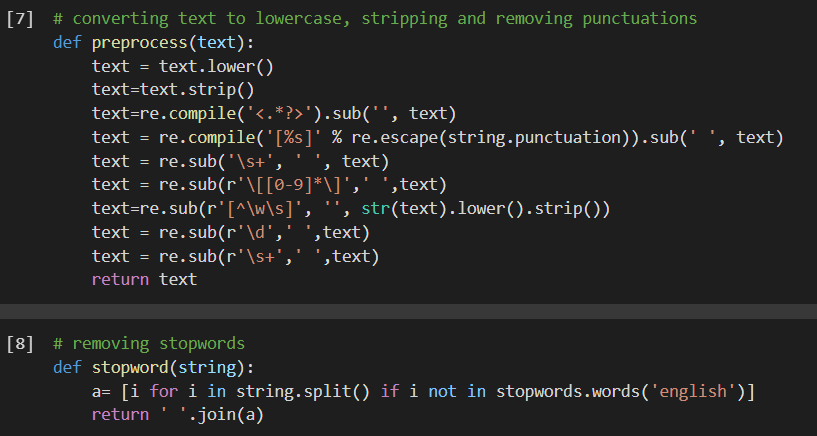 [7] # converting text to lowercase, stripping and removing punctuations
def preprocess(text):
    text = text.lower()
    text=text.strip()
    text=re.compile('<.*?>').sub('', text)
    text = re.compile('[%s]' % re.escape(string.punctuation)).sub(' ', text)
    text = re.sub('\s+', ' ', text)
    text = re.sub(r'\[[0-9]*\]',' ',text)
    text=re.sub(r'[^\w\s]', '', str(text).lower().strip())
    text = re.sub(r'\d',' ',text)
    text = re.sub(r'\s+',' ',text)
    return text
[8] # removing stopwords
def stopword(string):
    a= [i for i in string.split() if i not in stopwords.words('english')]
    return ' '.join(a)